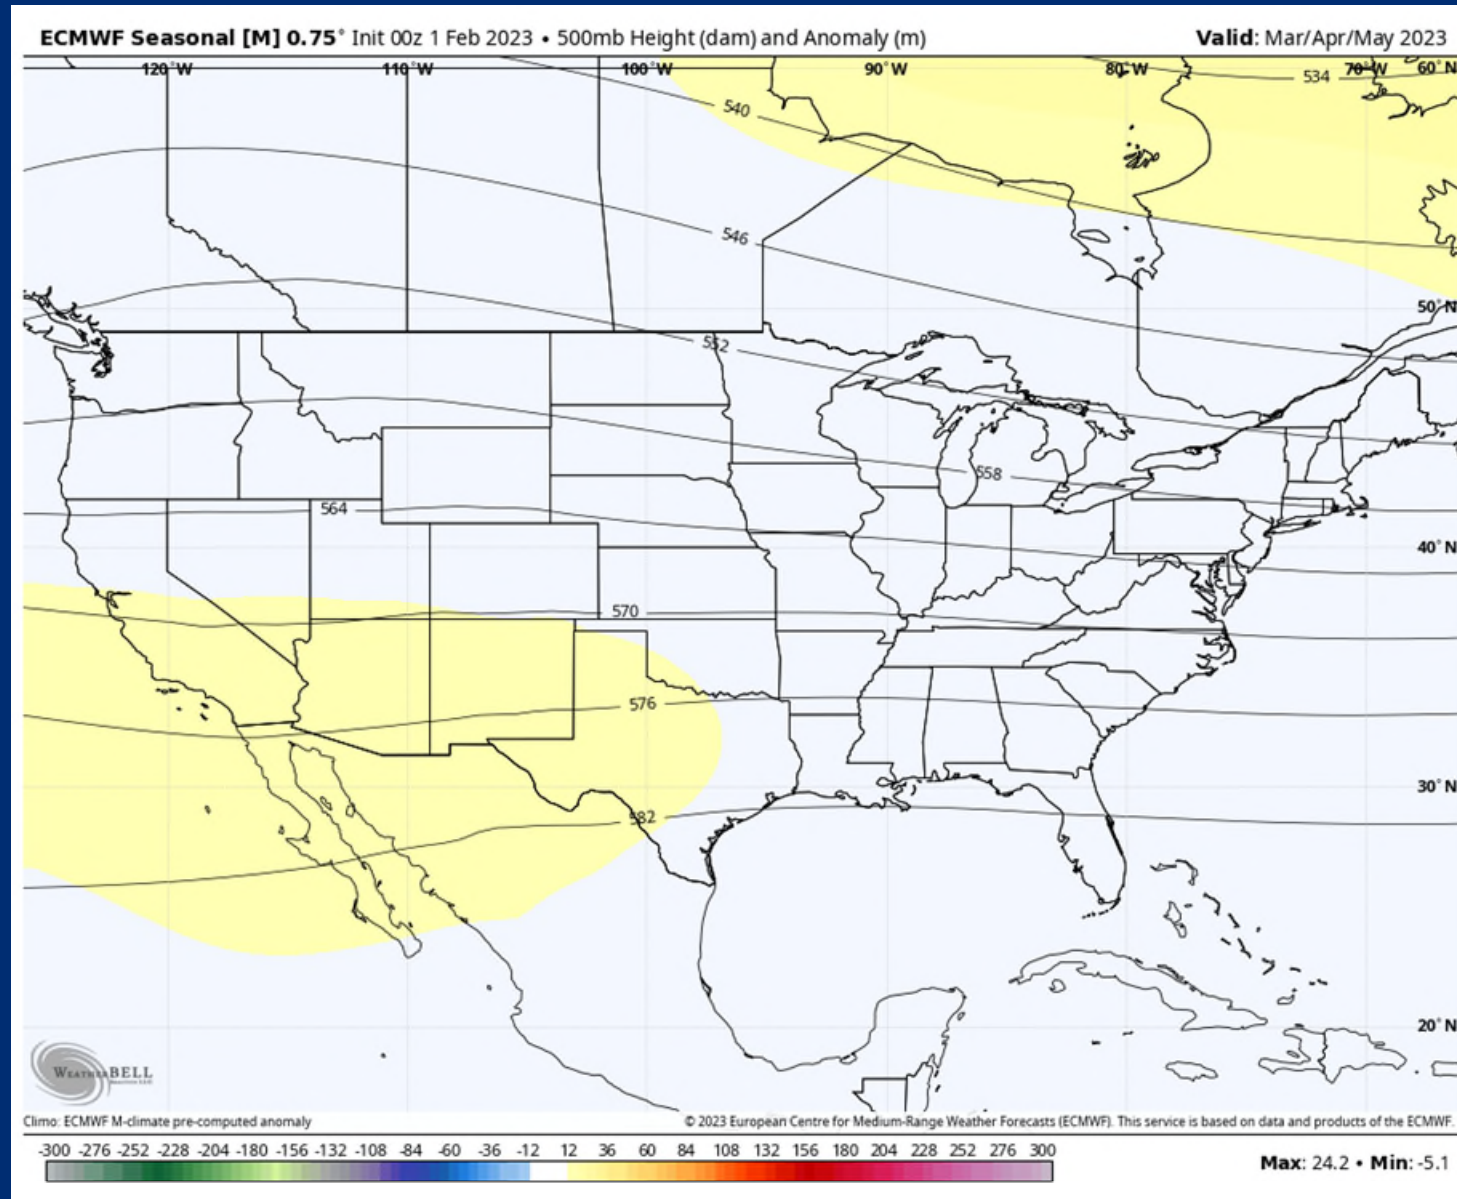 ECMWF Seasonal [M] 0.75° Init 00z 1 Feb 2023 • 500mb Height (dam) and Anomaly (m)
Valid: Mar/Apr/May 2023
120°W 110°W 100°W 90°W 80°W 70°W 60°N
534
540
546
50°N
552
558
564
40°N
570
576
30°N
582
20°N
WEATHERBELL
Climo: ECMWF M-climate pre-computed anomaly
© 2023 European Centre for Medium-Range Weather Forecasts (ECMWF). This service is based on data and products of the ECMWF.
-300 -276 -252 -228 -204 -180 -156 -132 -108 -84 -60 -36 -12 12 36 60 84 108 132 156 180 204 228 252 276 300
Max: 24.2 • Min: -5.1